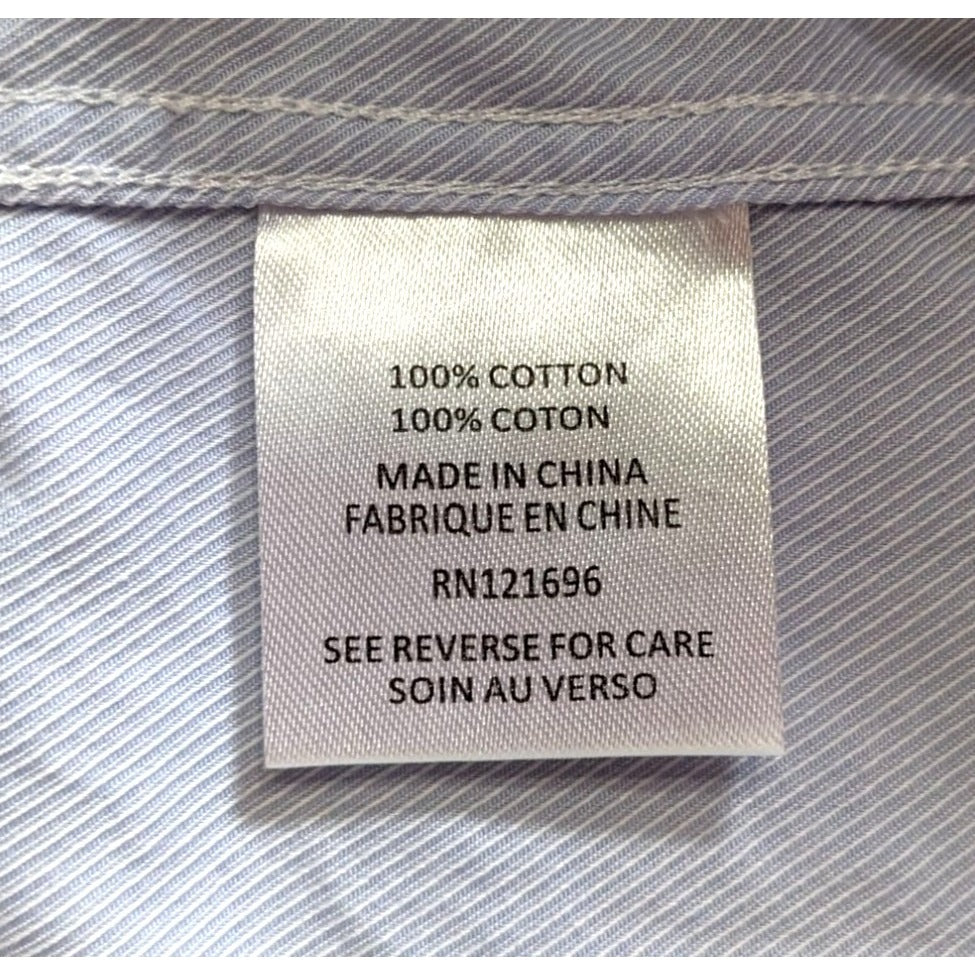 100% COTTON
100% COTON
MADE IN CHINA
FABRIQUE EN CHINE
RN121696
SEE REVERSE FOR CARE
SOIN AU VERSO